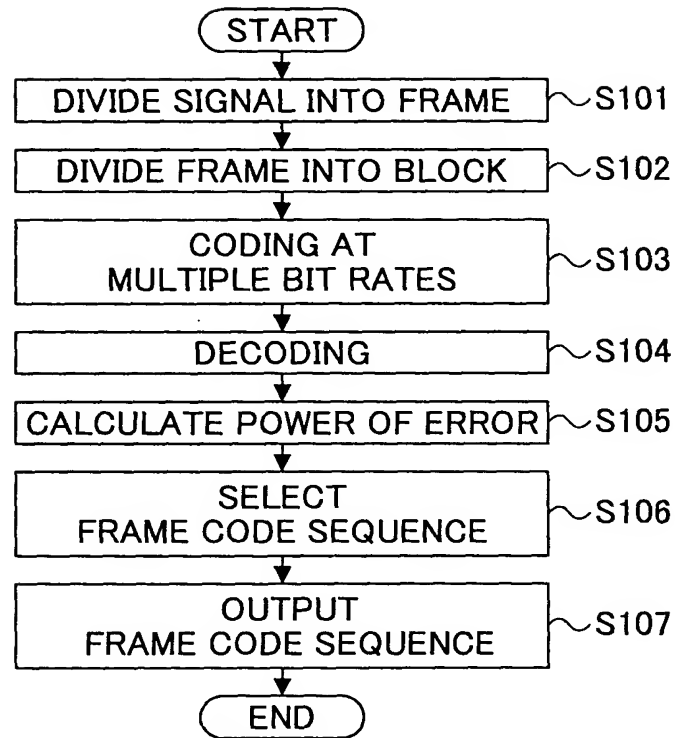 START
DIVIDE SIGNAL INTO FRAME S101
DIVIDE FRAME INTO BLOCK S102
CODING AT
MULTIPLE BIT RATES S103
DECODING S104
CALCULATE POWER OF ERROR S105
SELECT
FRAME CODE SEQUENCE S106
OUTPUT
FRAME CODE SEQUENCE S107
END